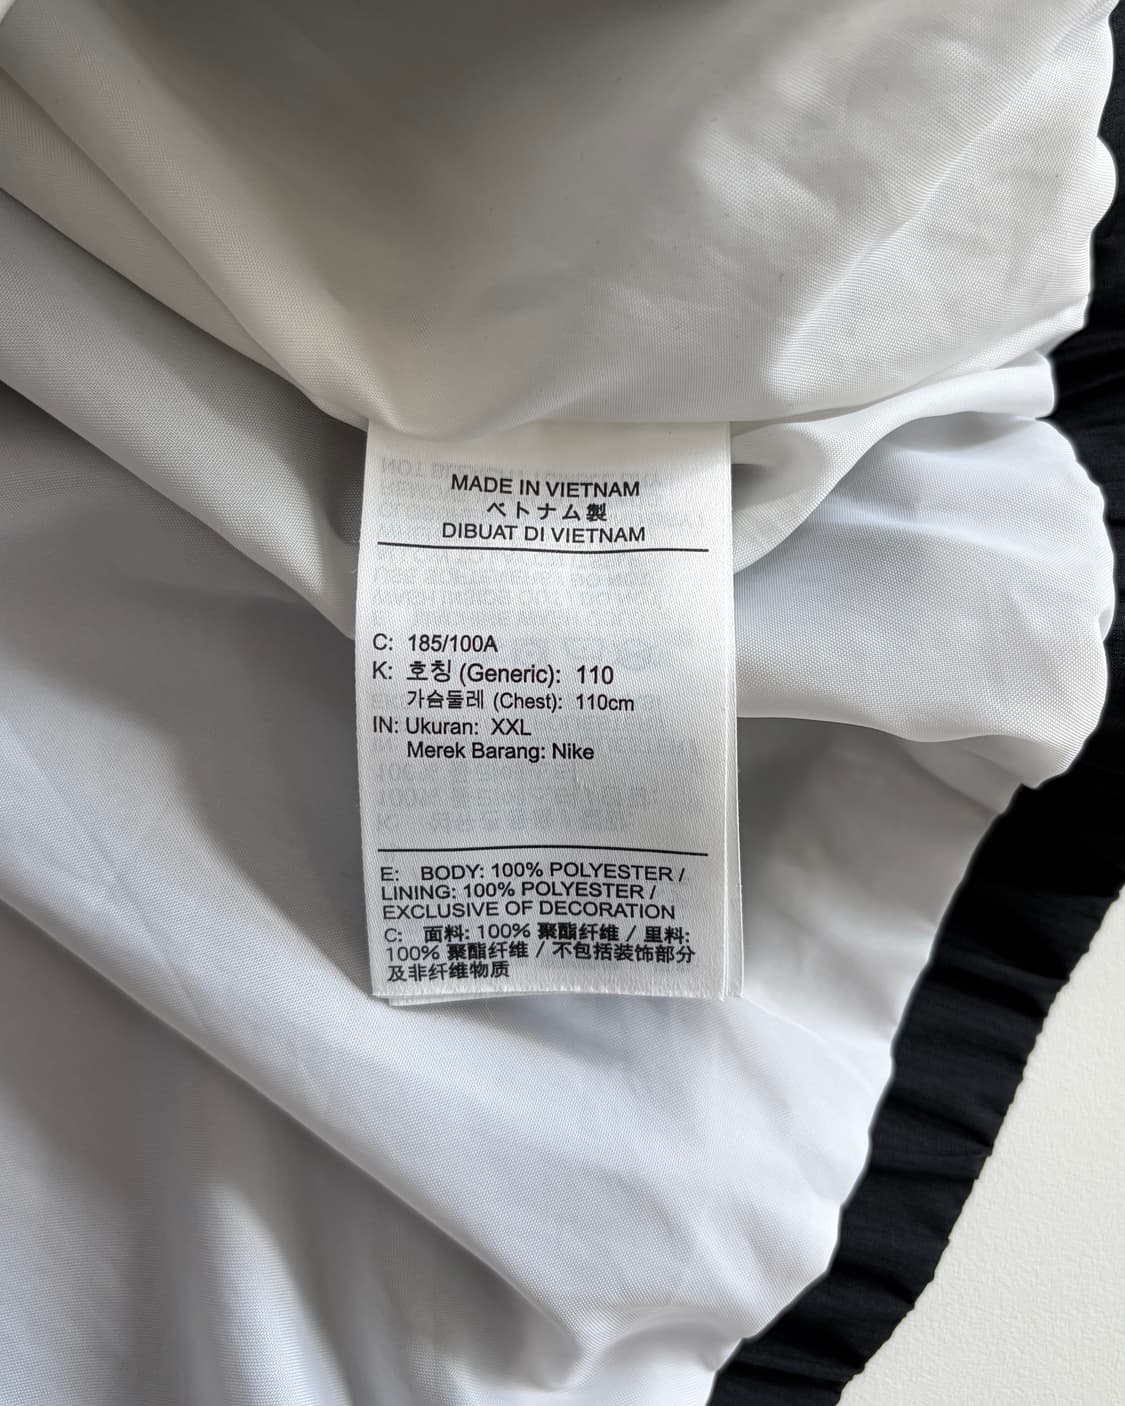 MADE IN VIETNAM
ベトナム製
DIBUAT DI VIETNAM
C: 185/100A
K: 호칭 (Generic): 110
가슴둘레 (Chest): 110cm
IN: Ukuran: XXL
Merek Barang: Nike
E: BODY: 100% POLYESTER /
LINING: 100% POLYESTER /
EXCLUSIVE OF DECORATION
C: 面料: 100% 聚酯纤维 / 里料:
100% 聚酯纤维 / 不包括装饰部分
及非纤维物质